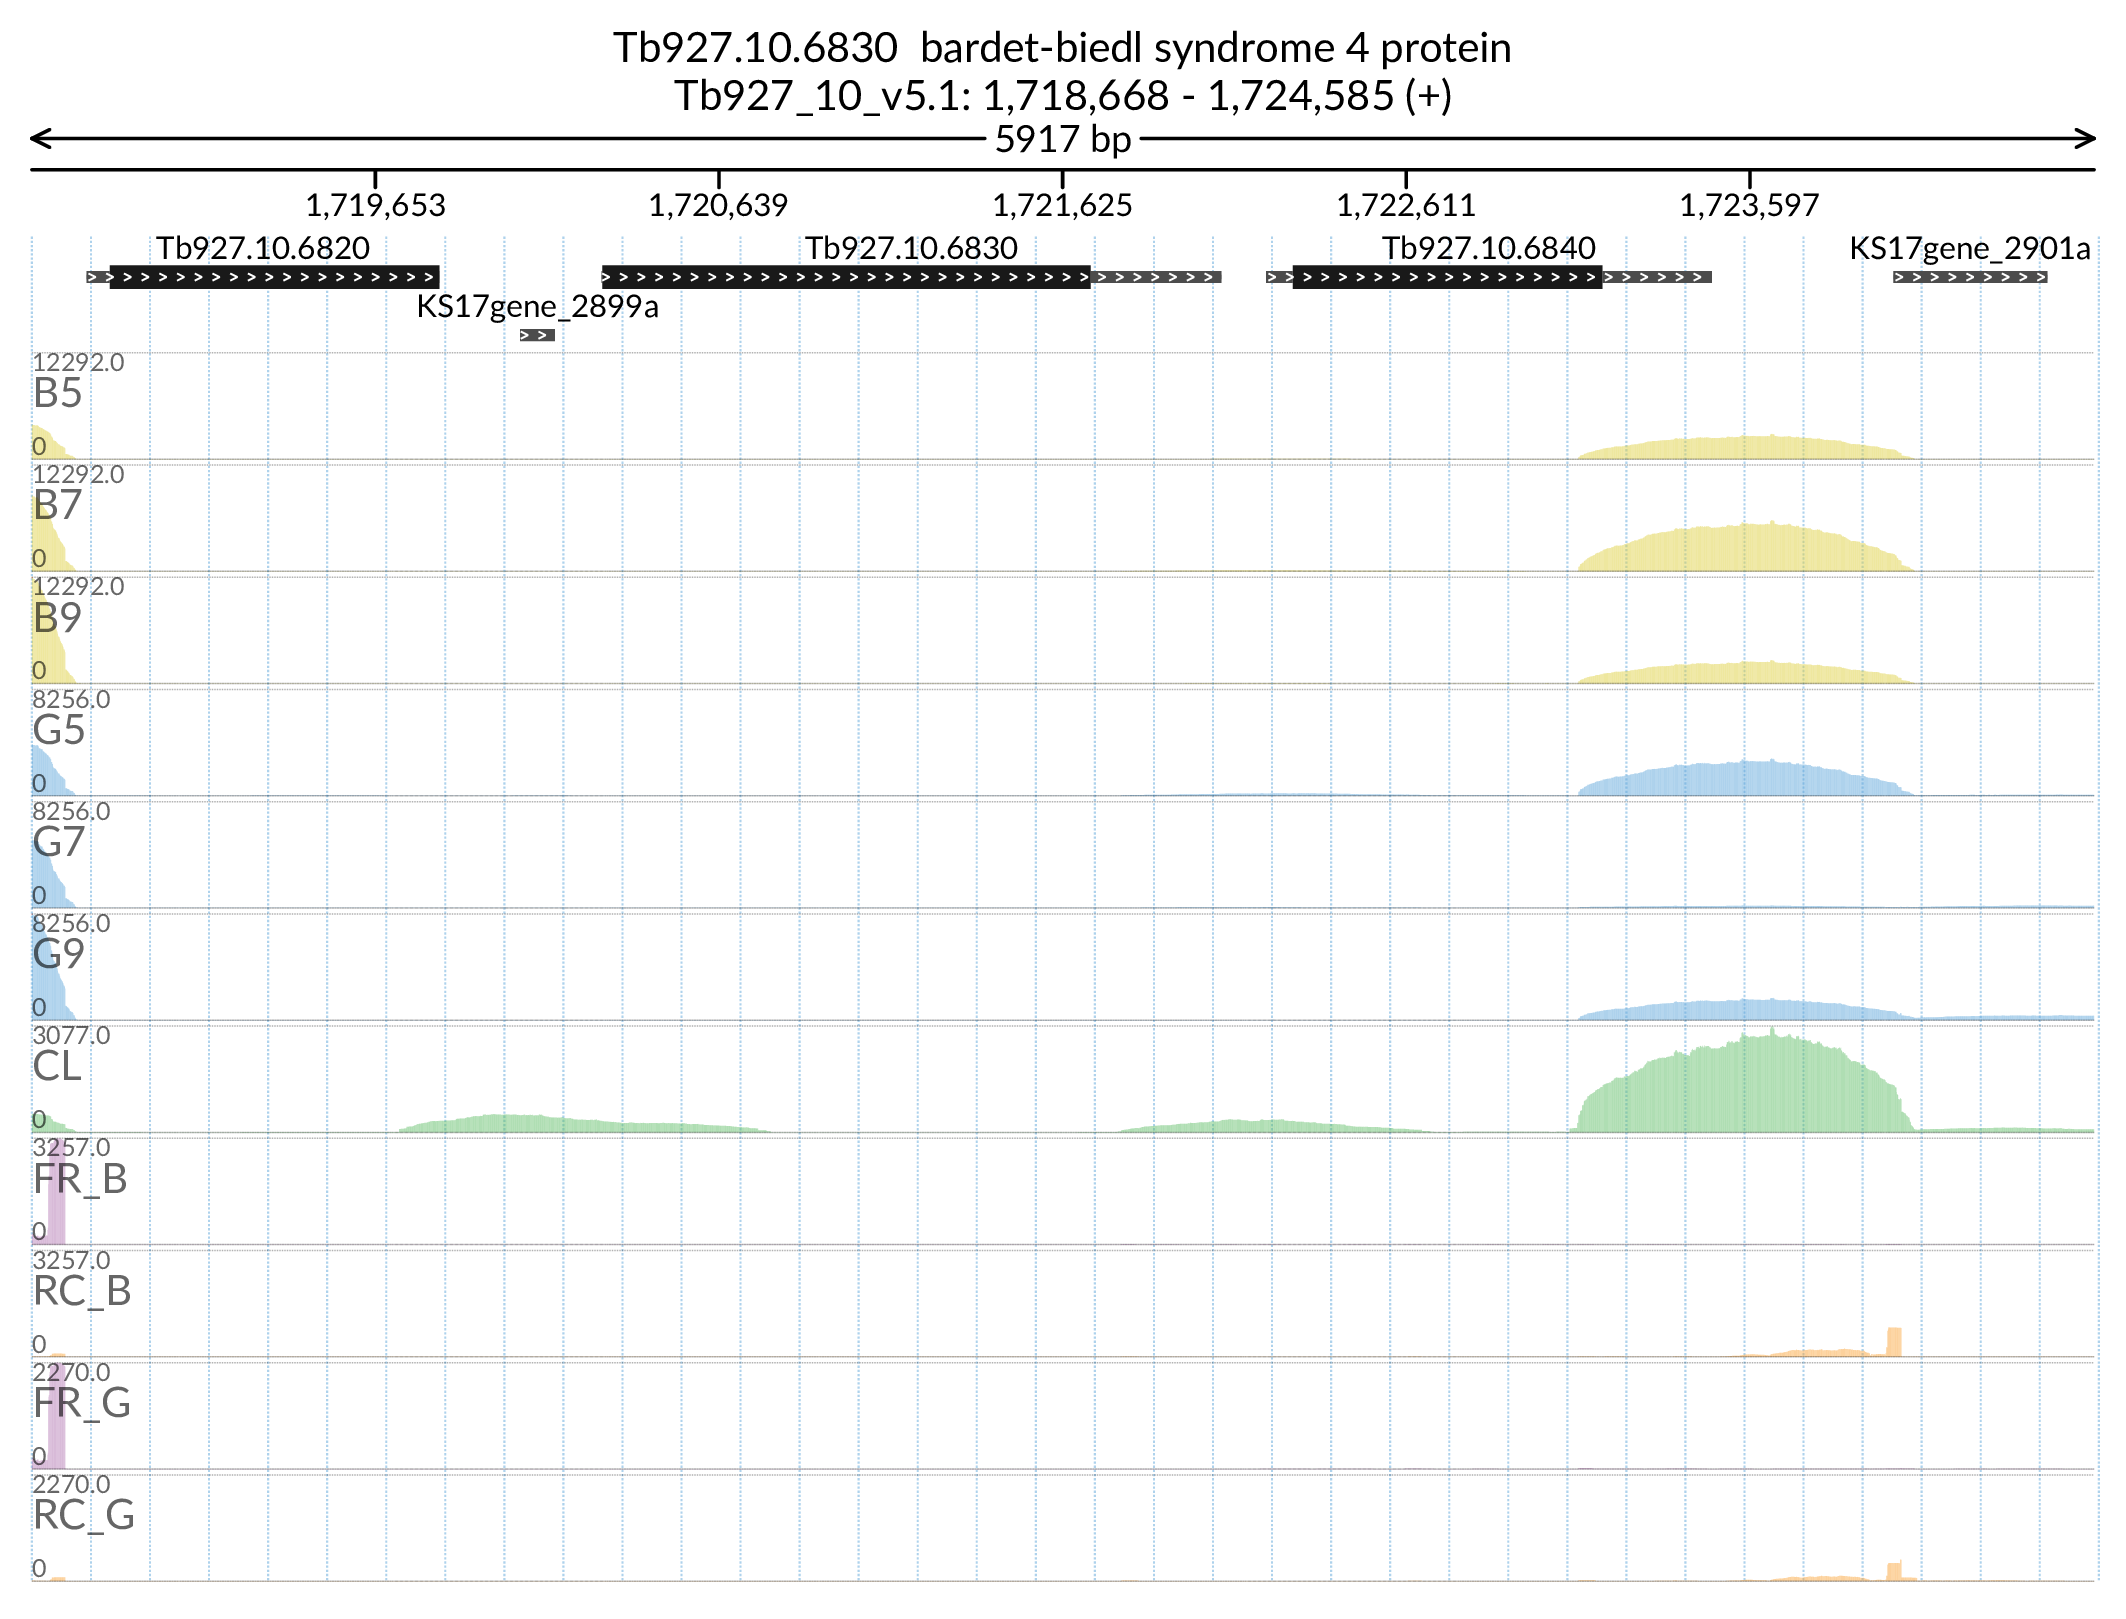 Tb927.10.6830 bardet-biedl syndrome 4 protein
Tb927_10_v5.1: 1,718,668 - 1,724,585 (+)
5917 bp
1,719,653 1,720,639 1,721,625 1,722,611 1,723,597
Tb927.10.6820 Tb927.10.6830 Tb927.10.6840 KS17gene_2901a
KS17gene_2899a
12292.0
B5
0
12292.0
B7
0
12292.0
B9
0
8256.0
G5
0
8256.0
G7
0
8256.0
G9
0
3077.0
CL
0
3257.0
FR_B
0
3257.0
RC_B
0
2270.0
FR_G
0
2270.0
RC_G
0